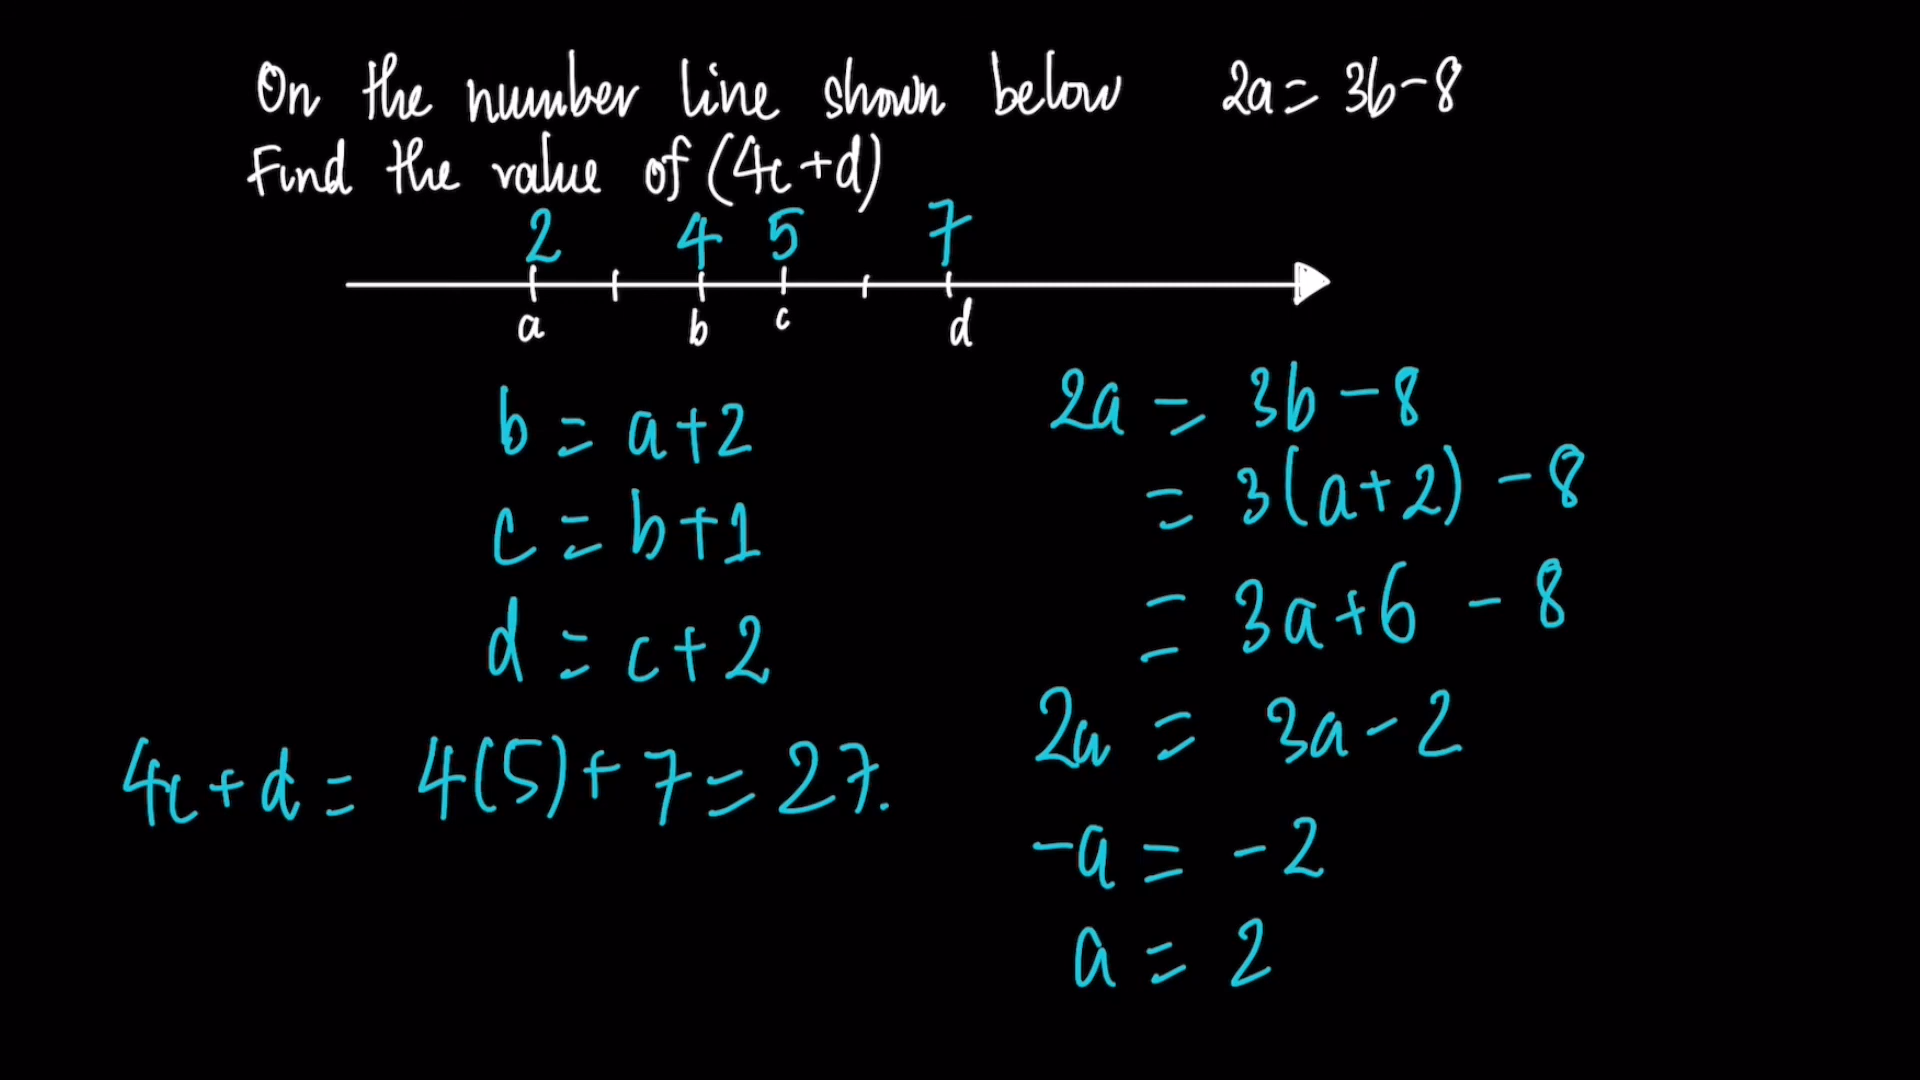 On the number line shown below 2a = 3b - 8
Find the value of (4c + d)
2 4 5 7
a b c d
b = a + 2
c = b + 1
d = c + 2
4c + d = 4(5) + 7 = 27.
2a = 3b - 8
= 3(a + 2) - 8
= 3a + 6 - 8
2a = 3a - 2
-a = -2
a = 2